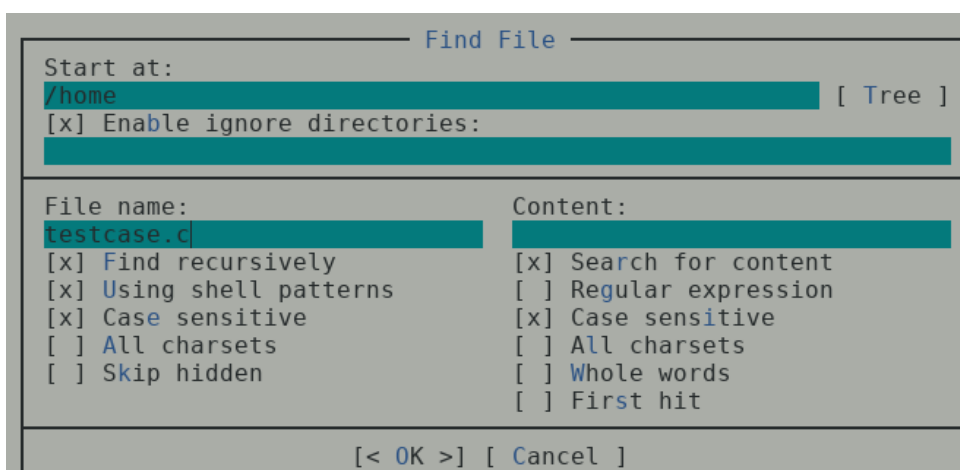 Find File
Start at:
/home [ Tree ]
[x] Enable ignore directories:
File name:
testcase.c
[x] Find recursively
[x] Using shell patterns
[x] Case sensitive
[ ] All charsets
[ ] Skip hidden
Content:
[x] Search for content
[ ] Regular expression
[x] Case sensitive
[ ] All charsets
[ ] Whole words
[ ] First hit
[< OK >] [ Cancel ]